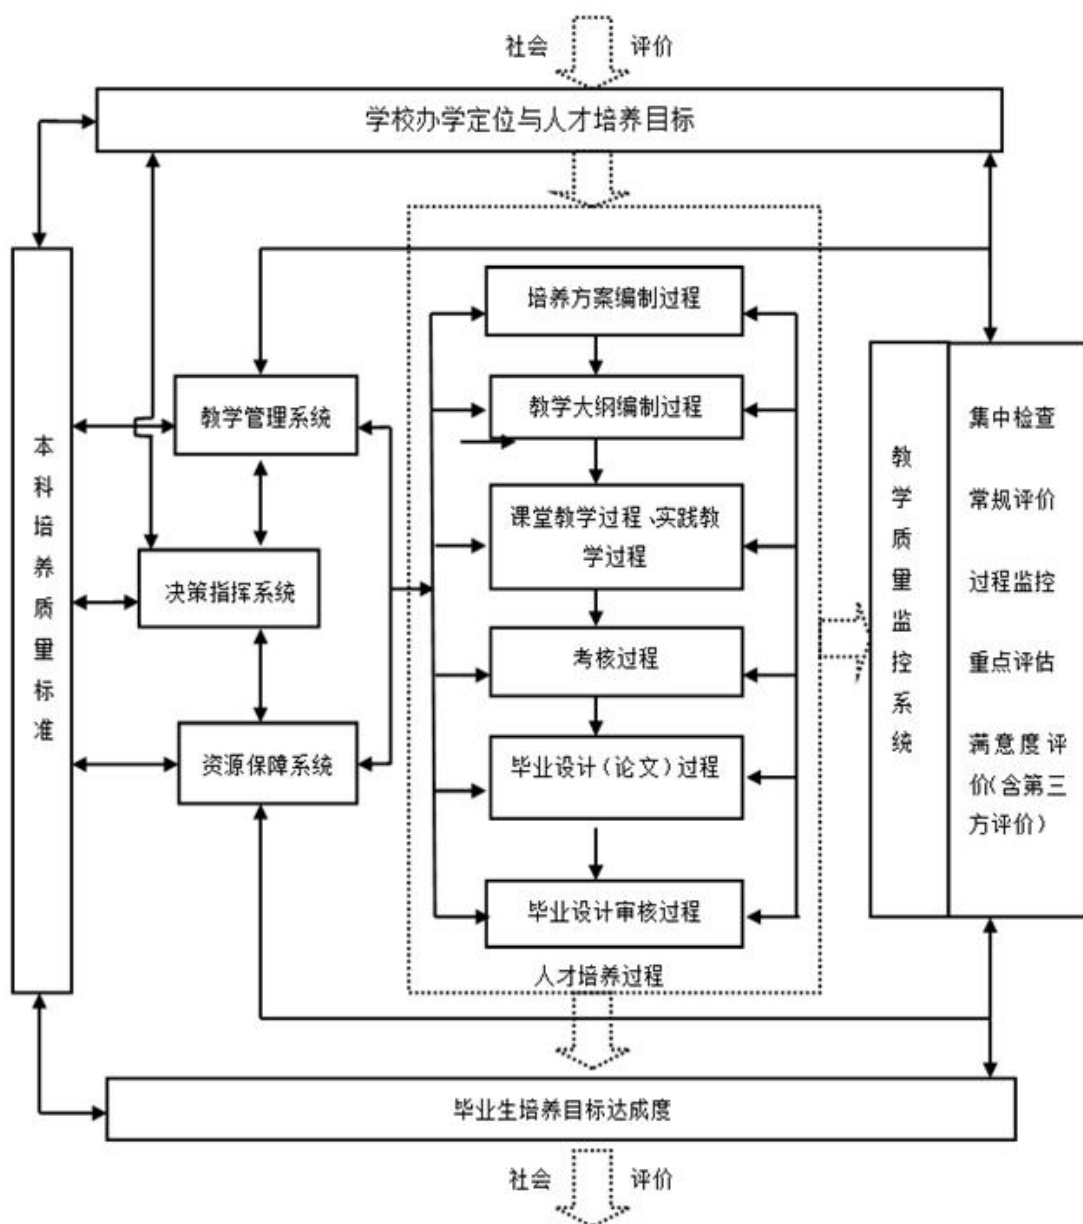 社会 评价
学校办学定位与人才培养目标
本科培养质量标准
教学管理系统
决策指挥系统
资源保障系统
培养方案编制过程
教学大纲编制过程
课堂教学过程、实践教
学过程
考核过程
毕业设计(论文)过程
毕业设计审核过程
人才培养过程
教学质量监控系统
集中检查
常规评价
过程监控
重点评估
满意度评
价(含第三
方评价)
毕业生培养目标达成度
社会 评价